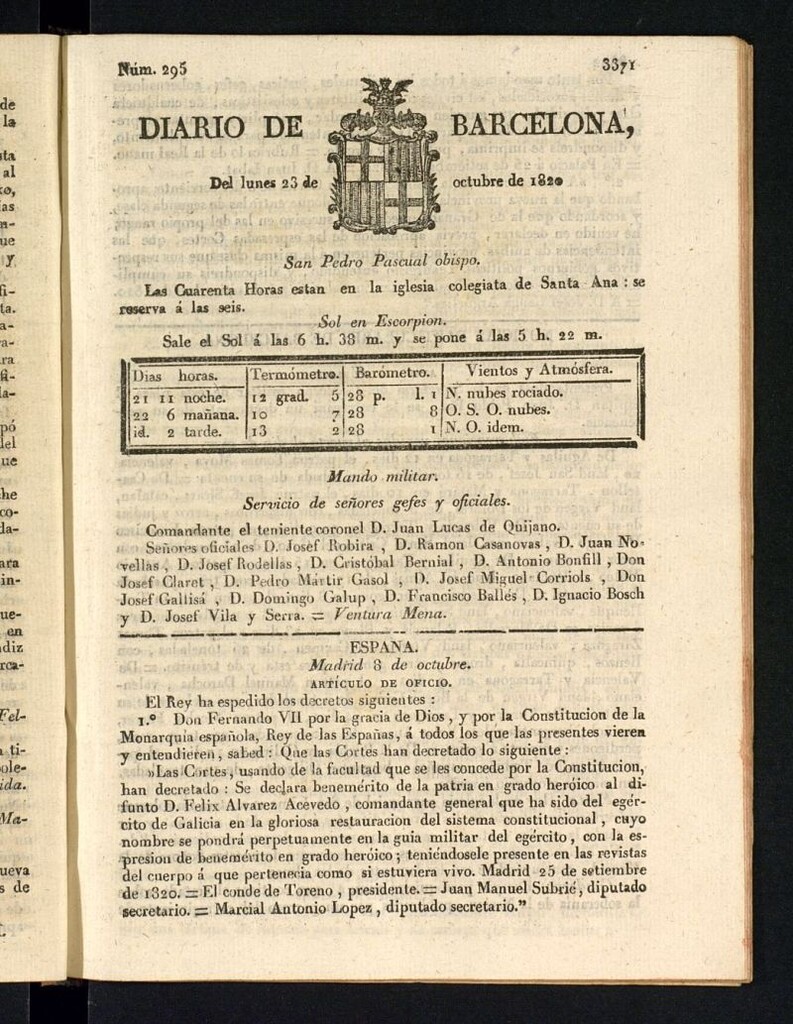 Núm. 295 3371
DIARIO DE BARCELONA,
Del lunes 23 de octubre de 1820
San Pedro Pascual obispo.
Las Cuarenta Horas estan en la iglesia colegiata de Santa Ana : se
reserva á las seis.
Sol en Escorpion.
Sale el Sol á las 6 h. 38 m. y se pone á las 5 h. 22 m.
Dias horas. Termómetro. Barómetro. Vientos y Atmósfera.
21 11 noche. 12 grad. 5 28 p. l. 1 N. nubes rociado.
22 6 mañana. 10 7 28 8 O. S. O. nubes.
id. 2 tarde. 13 2 28 1 N. O. idem.
Mando militar.
Servicio de señores gefes y oficiales.
Comandante el teniente coronel D. Juan Lucas de Quijano.
Señores oficiales D. Josef Robira , D. Ramon Casanovas , D. Juan No-
vellas , D. Josef Rodellas , D. Cristóbal Bernial , D. Antonio Bonfill , Don
Josef Claret , D. Pedro Mártir Gasol , D. Josef Miguel Corriols , Don
Josef Gallisá , D. Domingo Galup , D. Francisco Balles , D. Ignacio Bosch
y D. Josef Vila y Serra. = Ventura Mena.
ESPAÑA.
Madrid 8 de octubre.
ARTÍCULO DE OFICIO.
El Rey ha espedido los decretos siguientes :
1.º Don Fernando VII por la gracia de Dios , y por la Constitucion de la
Monarquía española, Rey de las Españas, á todos los que las presentes vieren
y entendieren, sabed : Que las Cortes han decretado lo siguiente :
»Las Cortes, usando de la facultad que se les concede por la Constitucion,
han decretado : Se declara benemérito de la patria en grado heróico al di-
funto D. Felix Alvarez Acevedo , comandante general que ha sido del egér-
cito de Galicia en la gloriosa restauracion del sistema constitucional , cuyo
nombre se pondrá perpetuamente en la guia militar del egército , con la es-
presion de benemérito en grado heróico ; teniéndosele presente en las revistas
del cuerpo á que pertenecia como si estuviera vivo. Madrid 25 de setiembre
de 1820. = El conde de Toreno , presidente. = Juan Manuel Subrié, diputado
secretario. = Marcial Antonio Lopez , diputado secretario."